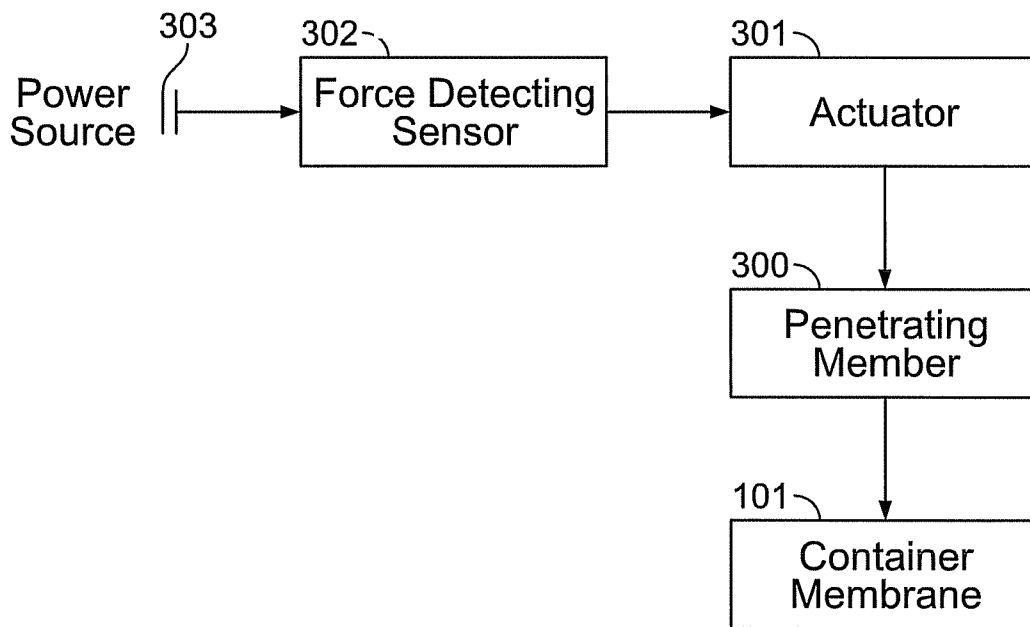 303
302
301
Power
Source
Force Detecting
Sensor
Actuator
300
Penetrating
Member
101
Container
Membrane